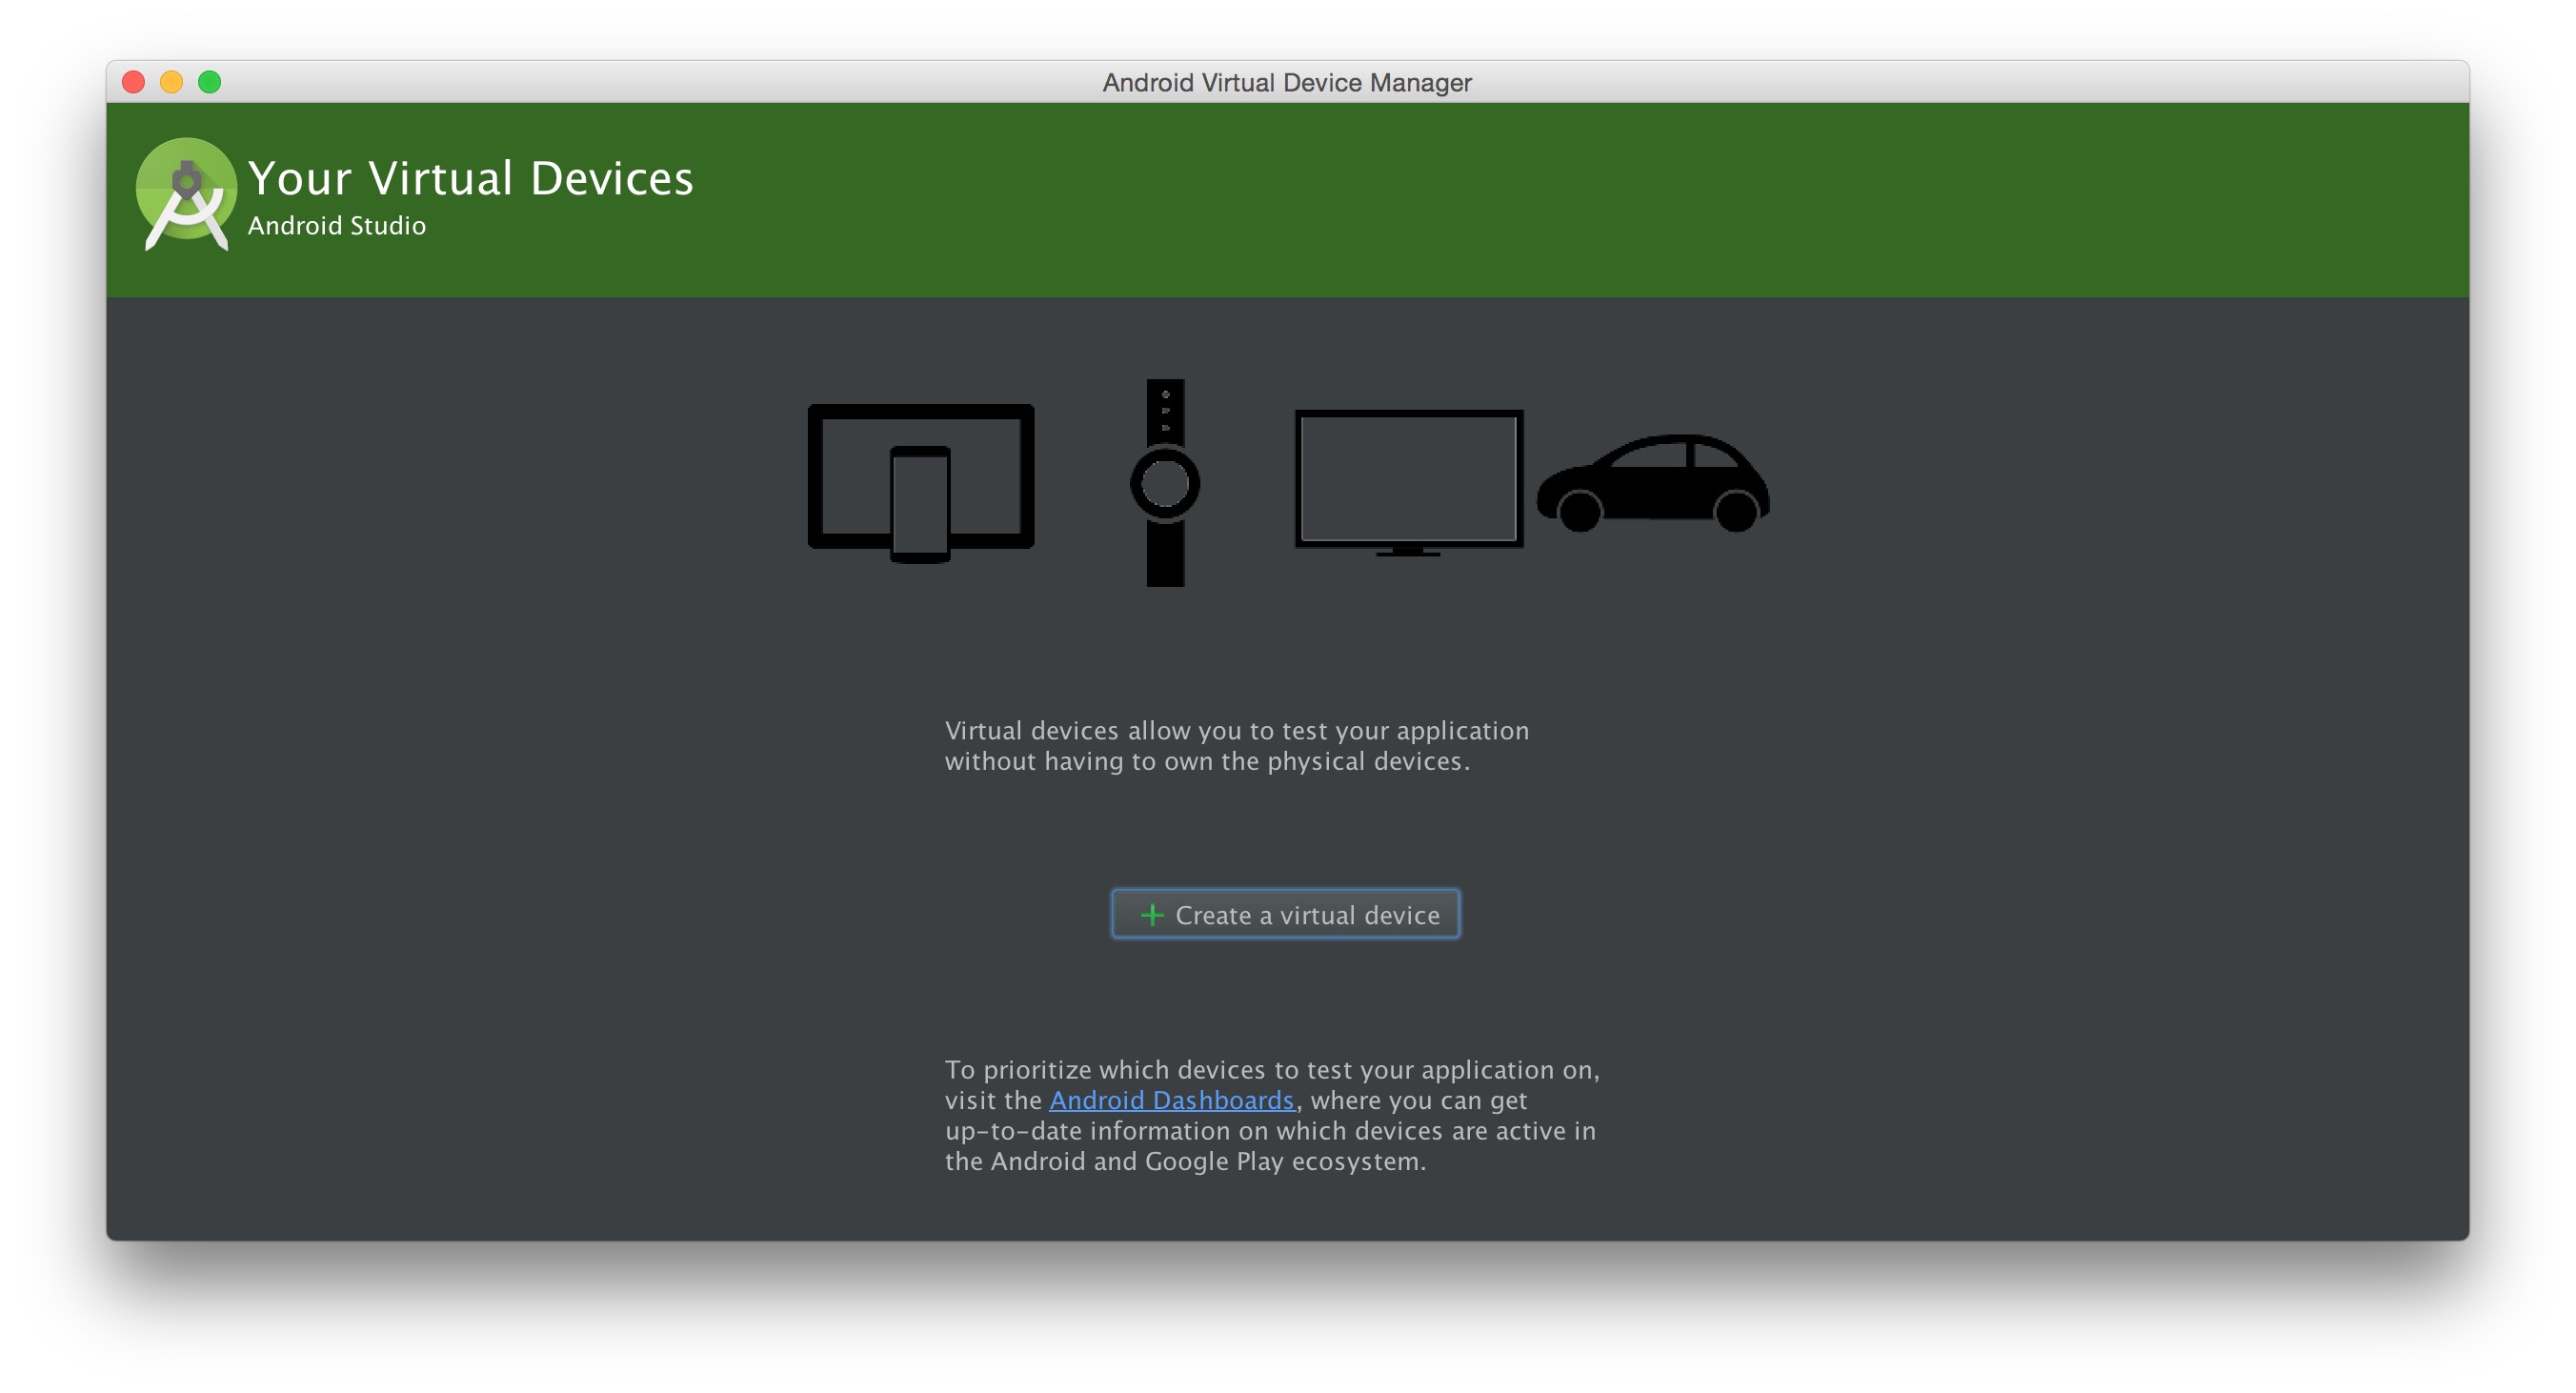 Android Virtual Device Manager
Your Virtual Devices
Android Studio
Virtual devices allow you to test your application
without having to own the physical devices.
Create a virtual device
To prioritize which devices to test your application on,
visit the Android Dashboards, where you can get
up-to-date information on which devices are active in
the Android and Google Play ecosystem.